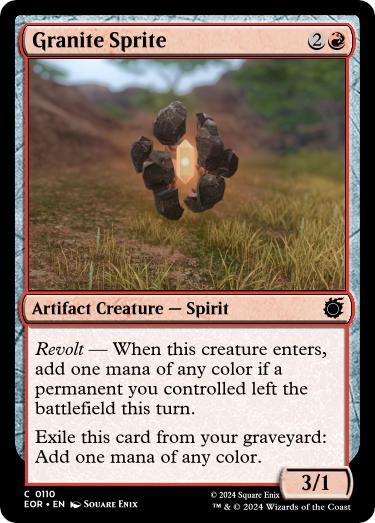 Granite Sprite 2
Artifact Creature — Spirit
Revolt — When this creature enters,
add one mana of any color if a
permanent you controlled left the
battlefield this turn.
Exile this card from your graveyard:
Add one mana of any color.
3/1
C 0110
EOR • EN SQUARE ENIX
© 2024 Square Enix
™ & © 2024 Wizards of the Coast